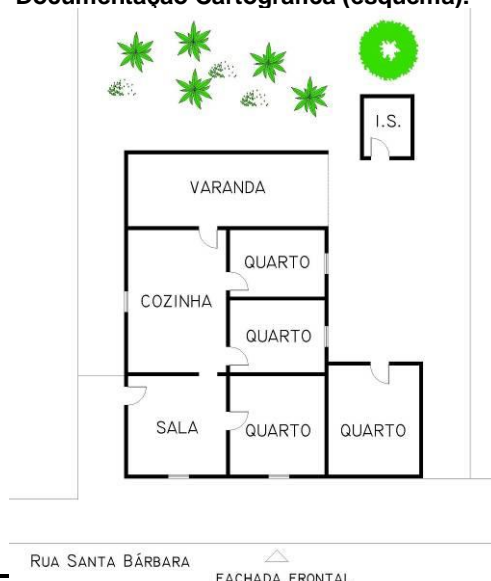 Documentação Cartográfica (esquema):
I.S.
VARANDA
QUARTO
COZINHA
QUARTO
SALA
QUARTO
QUARTO
RUA SANTA BÁRBARA
FACHADA FRONTAL